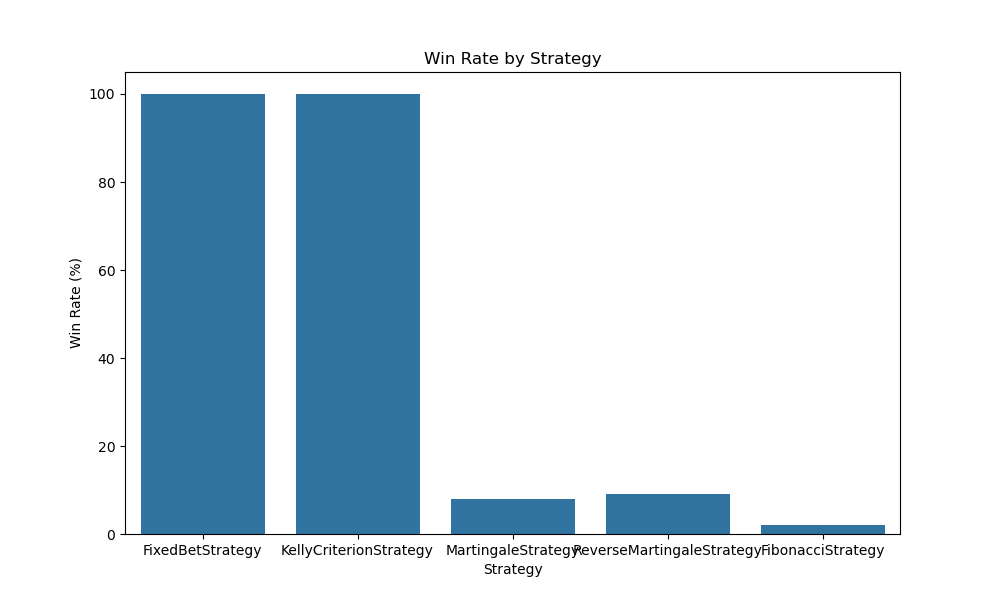 Win Rate by Strategy
Win Rate (%)
100
80
60
40
20
0
FixedBetStrategy KellyCriterionStrategy MartingaleStrategy ReverseMartingaleStrategy FibonacciStrategy
Strategy